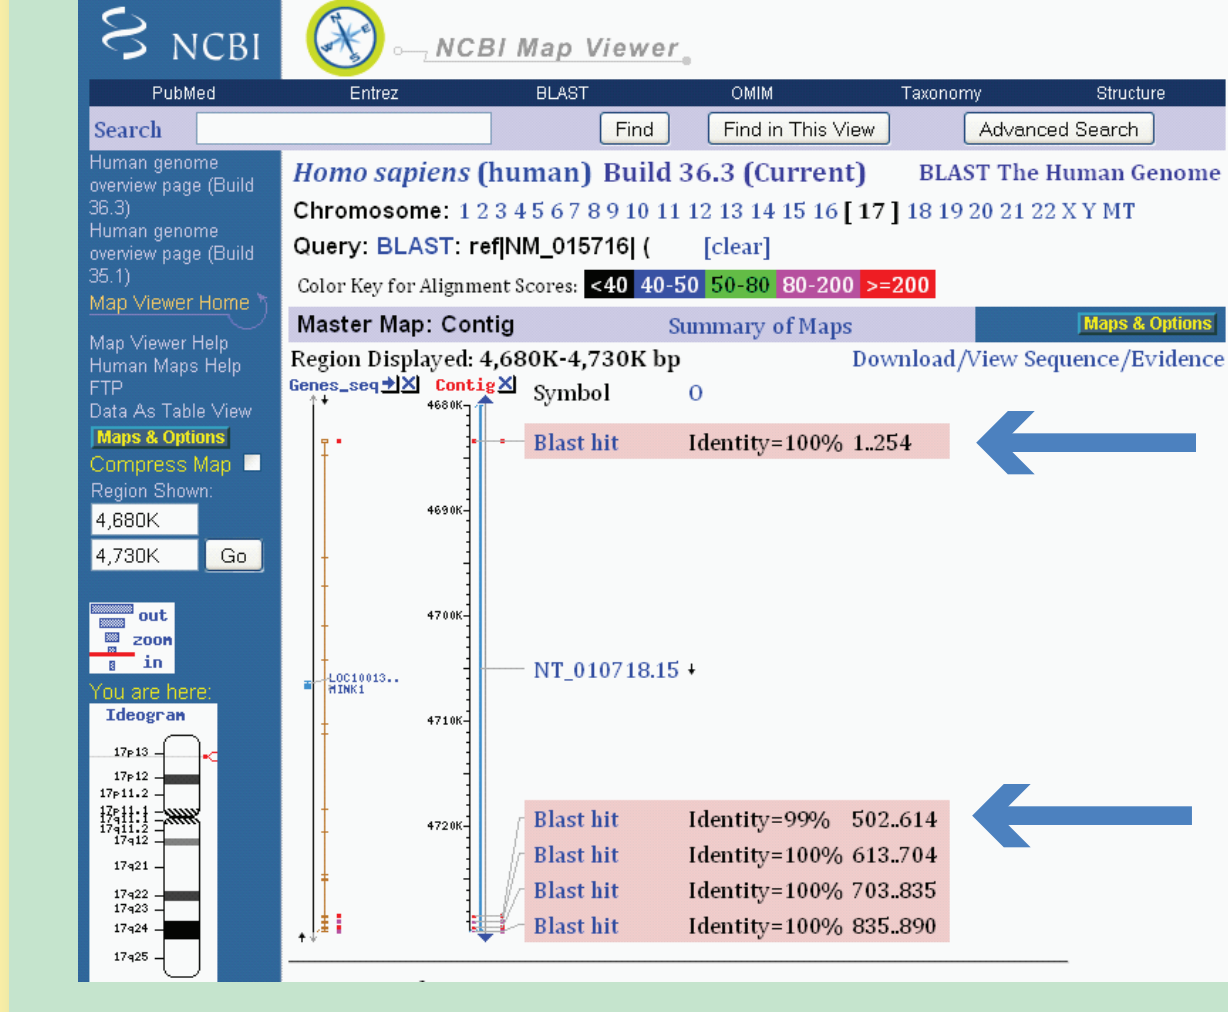 NCBI
NCBI Map Viewer
PubMed Entrez BLAST OMIM Taxonomy Structure
Search Find Find in This View Advanced Search
Human genome
overview page (Build
36.3)
Human genome
overview page (Build
35.1)
Map Viewer Home
Map Viewer Help
Human Maps Help
FTP
Data As Table View
Maps & Options
Compress Map
Region Shown:
4,680K
4,730K Go
out
zoom
in
You are here:
Ideogram
17p13
17p12
17p11.2
17p11.1
17q11.1
17q11.2
17q12
17q21
17q22
17q23
17q24
17q25
Homo sapiens (human) Build 36.3 (Current) BLAST The Human Genome
Chromosome: 1 2 3 4 5 6 7 8 9 10 11 12 13 14 15 16 [ 17 ] 18 19 20 21 22 X Y MT
Query: BLAST: ref|NM_015716| ( [clear]
Color Key for Alignment Scores: <40 40-50 50-80 80-200 >=200
Master Map: Contig Summary of Maps Maps & Options
Region Displayed: 4,680K-4,730K bp Download/View Sequence/Evidence
Genes_seq Contig Symbol O
4680K
Blast hit Identity=100% 1..254
4690K
4700K
NT_010718.15
LOC10013..
MINK1
4710K
Blast hit Identity=99% 502..614
4720K
Blast hit Identity=100% 613..704
Blast hit Identity=100% 703..835
Blast hit Identity=100% 835..890